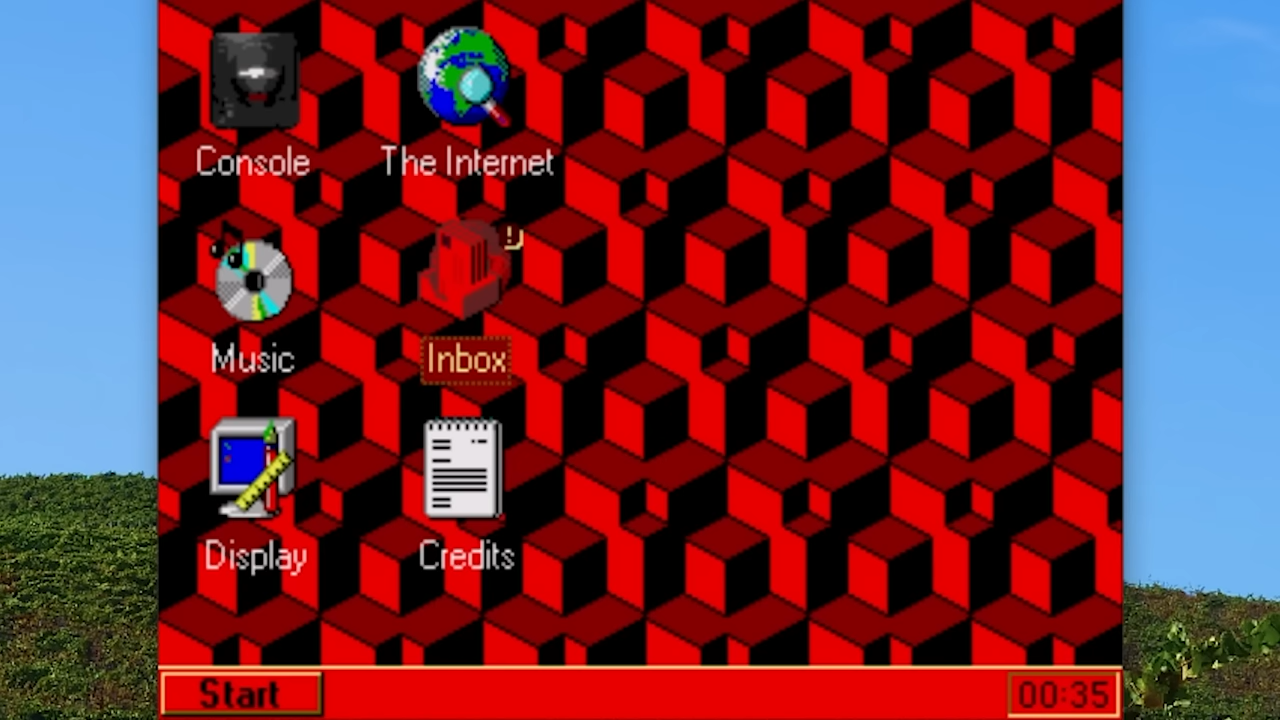 Console
The Internet
Music
Inbox
Display
Credits
Start
00:35